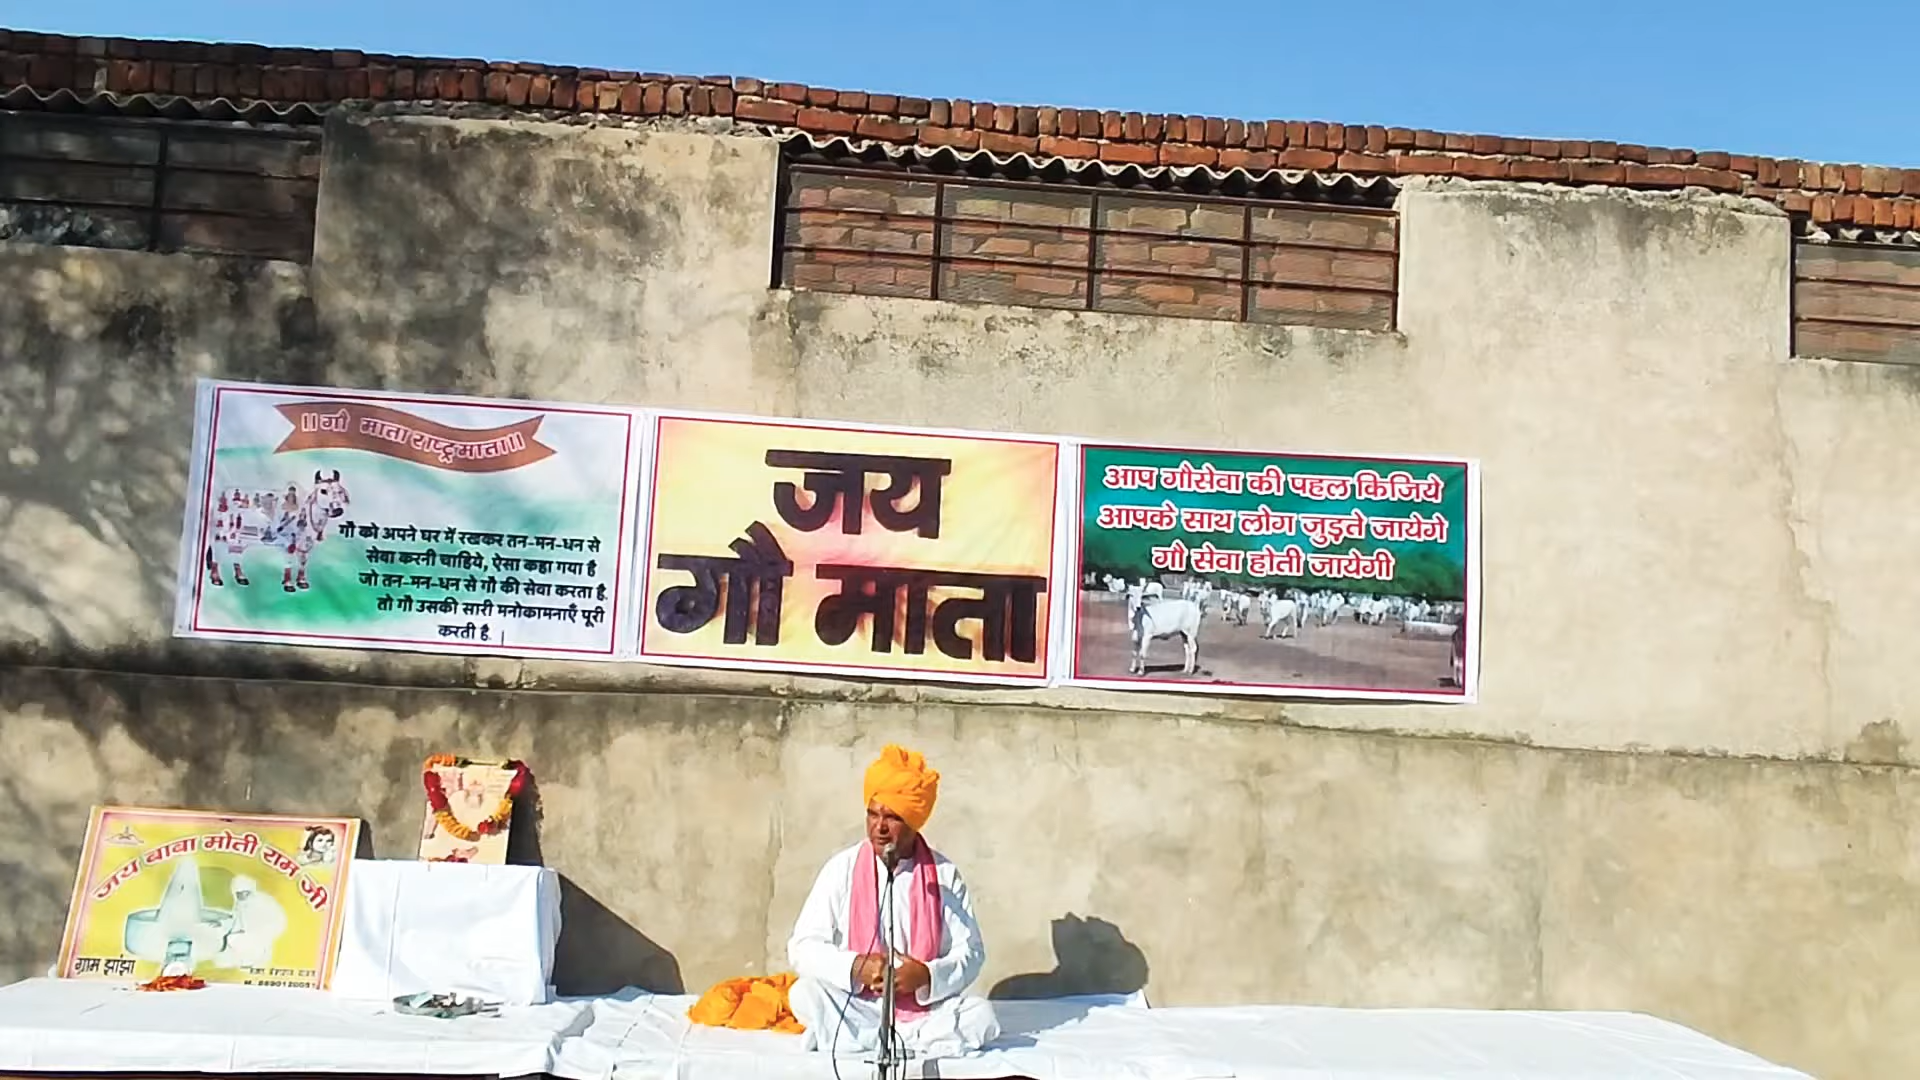 ॥गौ माता राष्ट्रमाता॥
गौ को अपने घर में रखकर तन-मन-धन से
सेवा करनी चाहिये, ऐसा कहा गया है
जो तन-मन-धन से गौ की सेवा करता है,
तो गौ उसकी सारी मनोकामनाएँ पूरी
करती है.
जय
गौ माता
आप गौसेवा की पहल किजिये
आपके साथ लोग जुड़ते जायेगे
गौ सेवा होती जायेगी
जय बाबा मोती राम जी
ग्राम झांझा